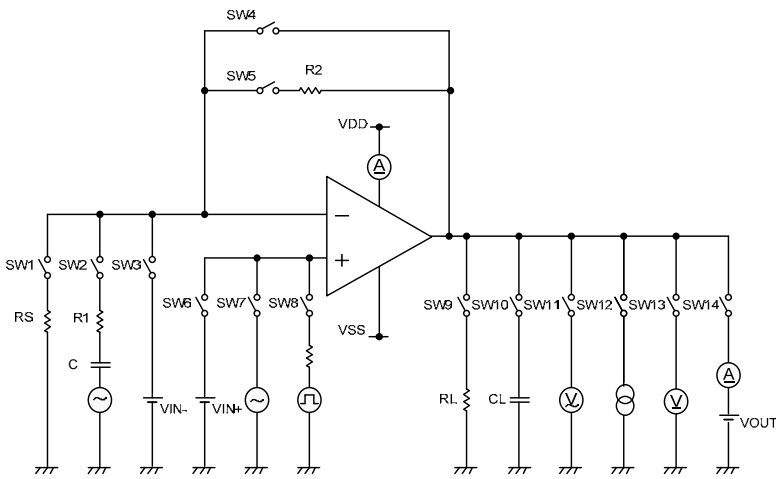 SW4
SW5
R2
VDD
A
SW1
SW2
SW3
SW6
SW7
SW8
SW9
SW10
SW11
SW12
SW13
SW14
RS
R1
VSS
C
A
VIN-
VIN+
RL
CL
V
V
VOUT